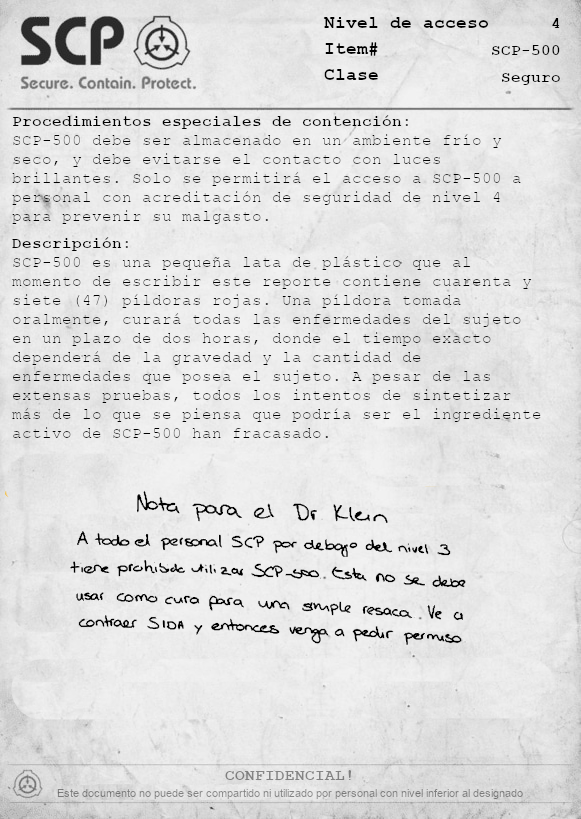 SCP
Secure. Contain. Protect.
Nivel de acceso 4
Item# SCP-500
Clase Seguro
Procedimientos especiales de contención:
SCP-500 debe ser almacenado en un ambiente frío y
seco, y debe evitarse el contacto con luces
brillantes. Solo se permitirá el acceso a SCP-500 a
personal con acreditación de seguridad de nivel 4
para prevenir su malgasto.
Descripción:
SCP-500 es una pequeña lata de plástico que al
momento de escribir este reporte contiene cuarenta y
siete (47) píldoras rojas. Una píldora tomada
oralmente, curará todas las enfermedades del sujeto
en un plazo de dos horas, donde el tiempo exacto
dependerá de la gravedad y la cantidad de
enfermedades que posea el sujeto. A pesar de las
extensas pruebas, todos los intentos de sintetizar
más de lo que se piensa que podría ser el ingrediente
activo de SCP-500 han fracasado.
Nota para el Dr Klein
A todo el personal SCP por debajo del nivel 3
tiene prohibido utilizar SCP-500. Esta no se debe
usar como cura para una simple resaca. Ve a
contraer SIDA y entonces venga a pedir permiso
CONFIDENCIAL!
Este documento no puede ser compartido ni utilizado por personal con nivel inferior al designado